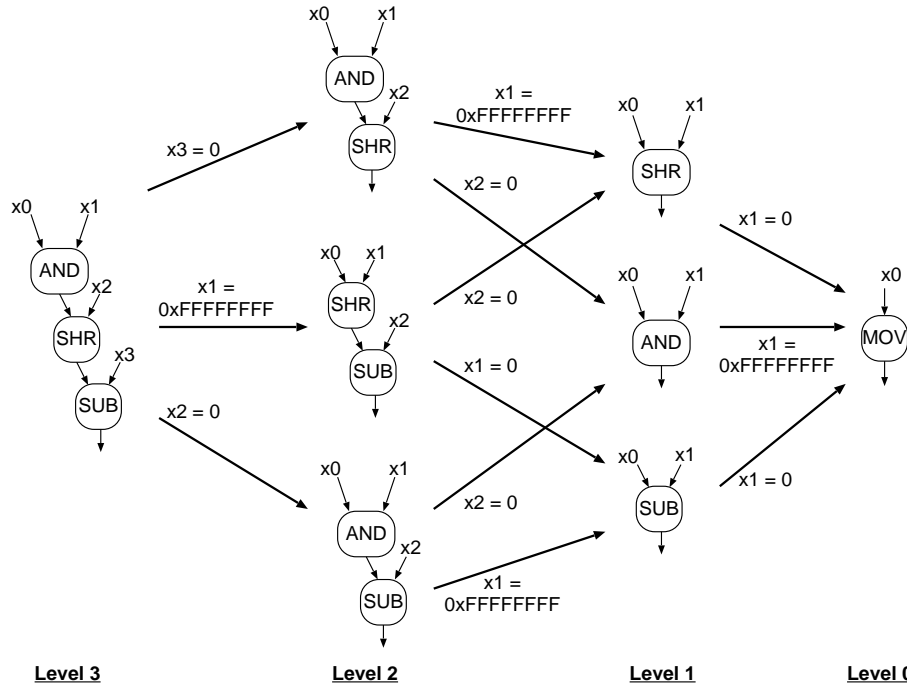 x0 x1
AND
x2
SHR
x3
SUB
x3 = 0
x1 =
0xFFFFFFFF
x2 = 0
x0 x1
AND
x2
SHR
x0
x1
SHR
x2
SUB
x0 x1
AND
x2
SUB
x1 =
0xFFFFFFFF
x2 = 0
x2 = 0
x1 = 0
x2 = 0
x1 =
0xFFFFFFFF
x0 x1
SHR
x0 x1
AND
x0 x1
SUB
x1 = 0
x1 =
0xFFFFFFFF
x1 = 0
x0
MOV
Level 3 Level 2 Level 1 Level 0